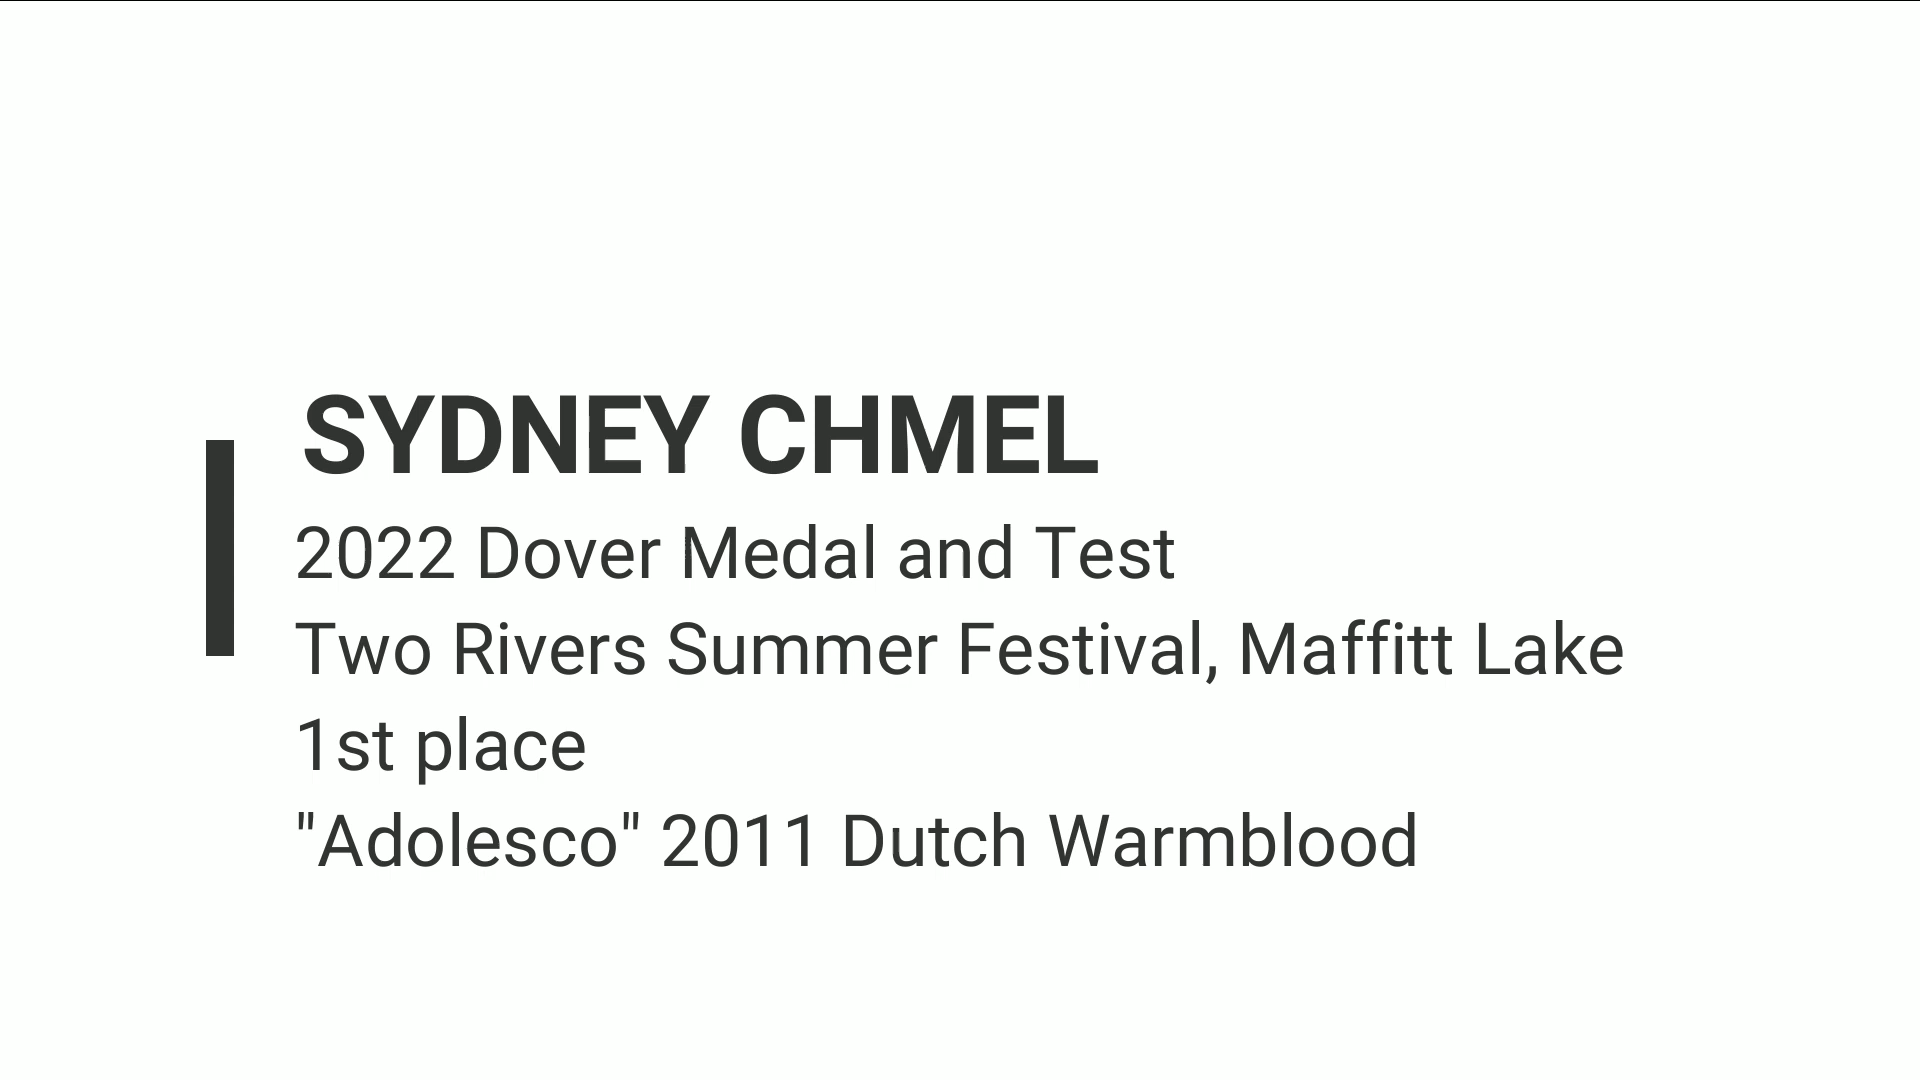 SYDNEY CHMEL
2022 Dover Medal and Test
Two Rivers Summer Festival, Maffitt Lake
1st place
"Adolesco" 2011 Dutch Warmblood